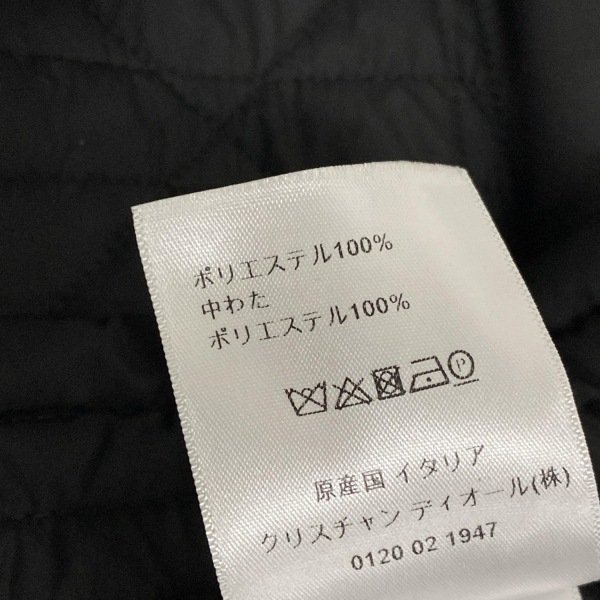 ポリエステル100%
中わた
ポリエステル100%
P
原産国 イタリア
クリスチャン ディオール(株)
0120 02 1947